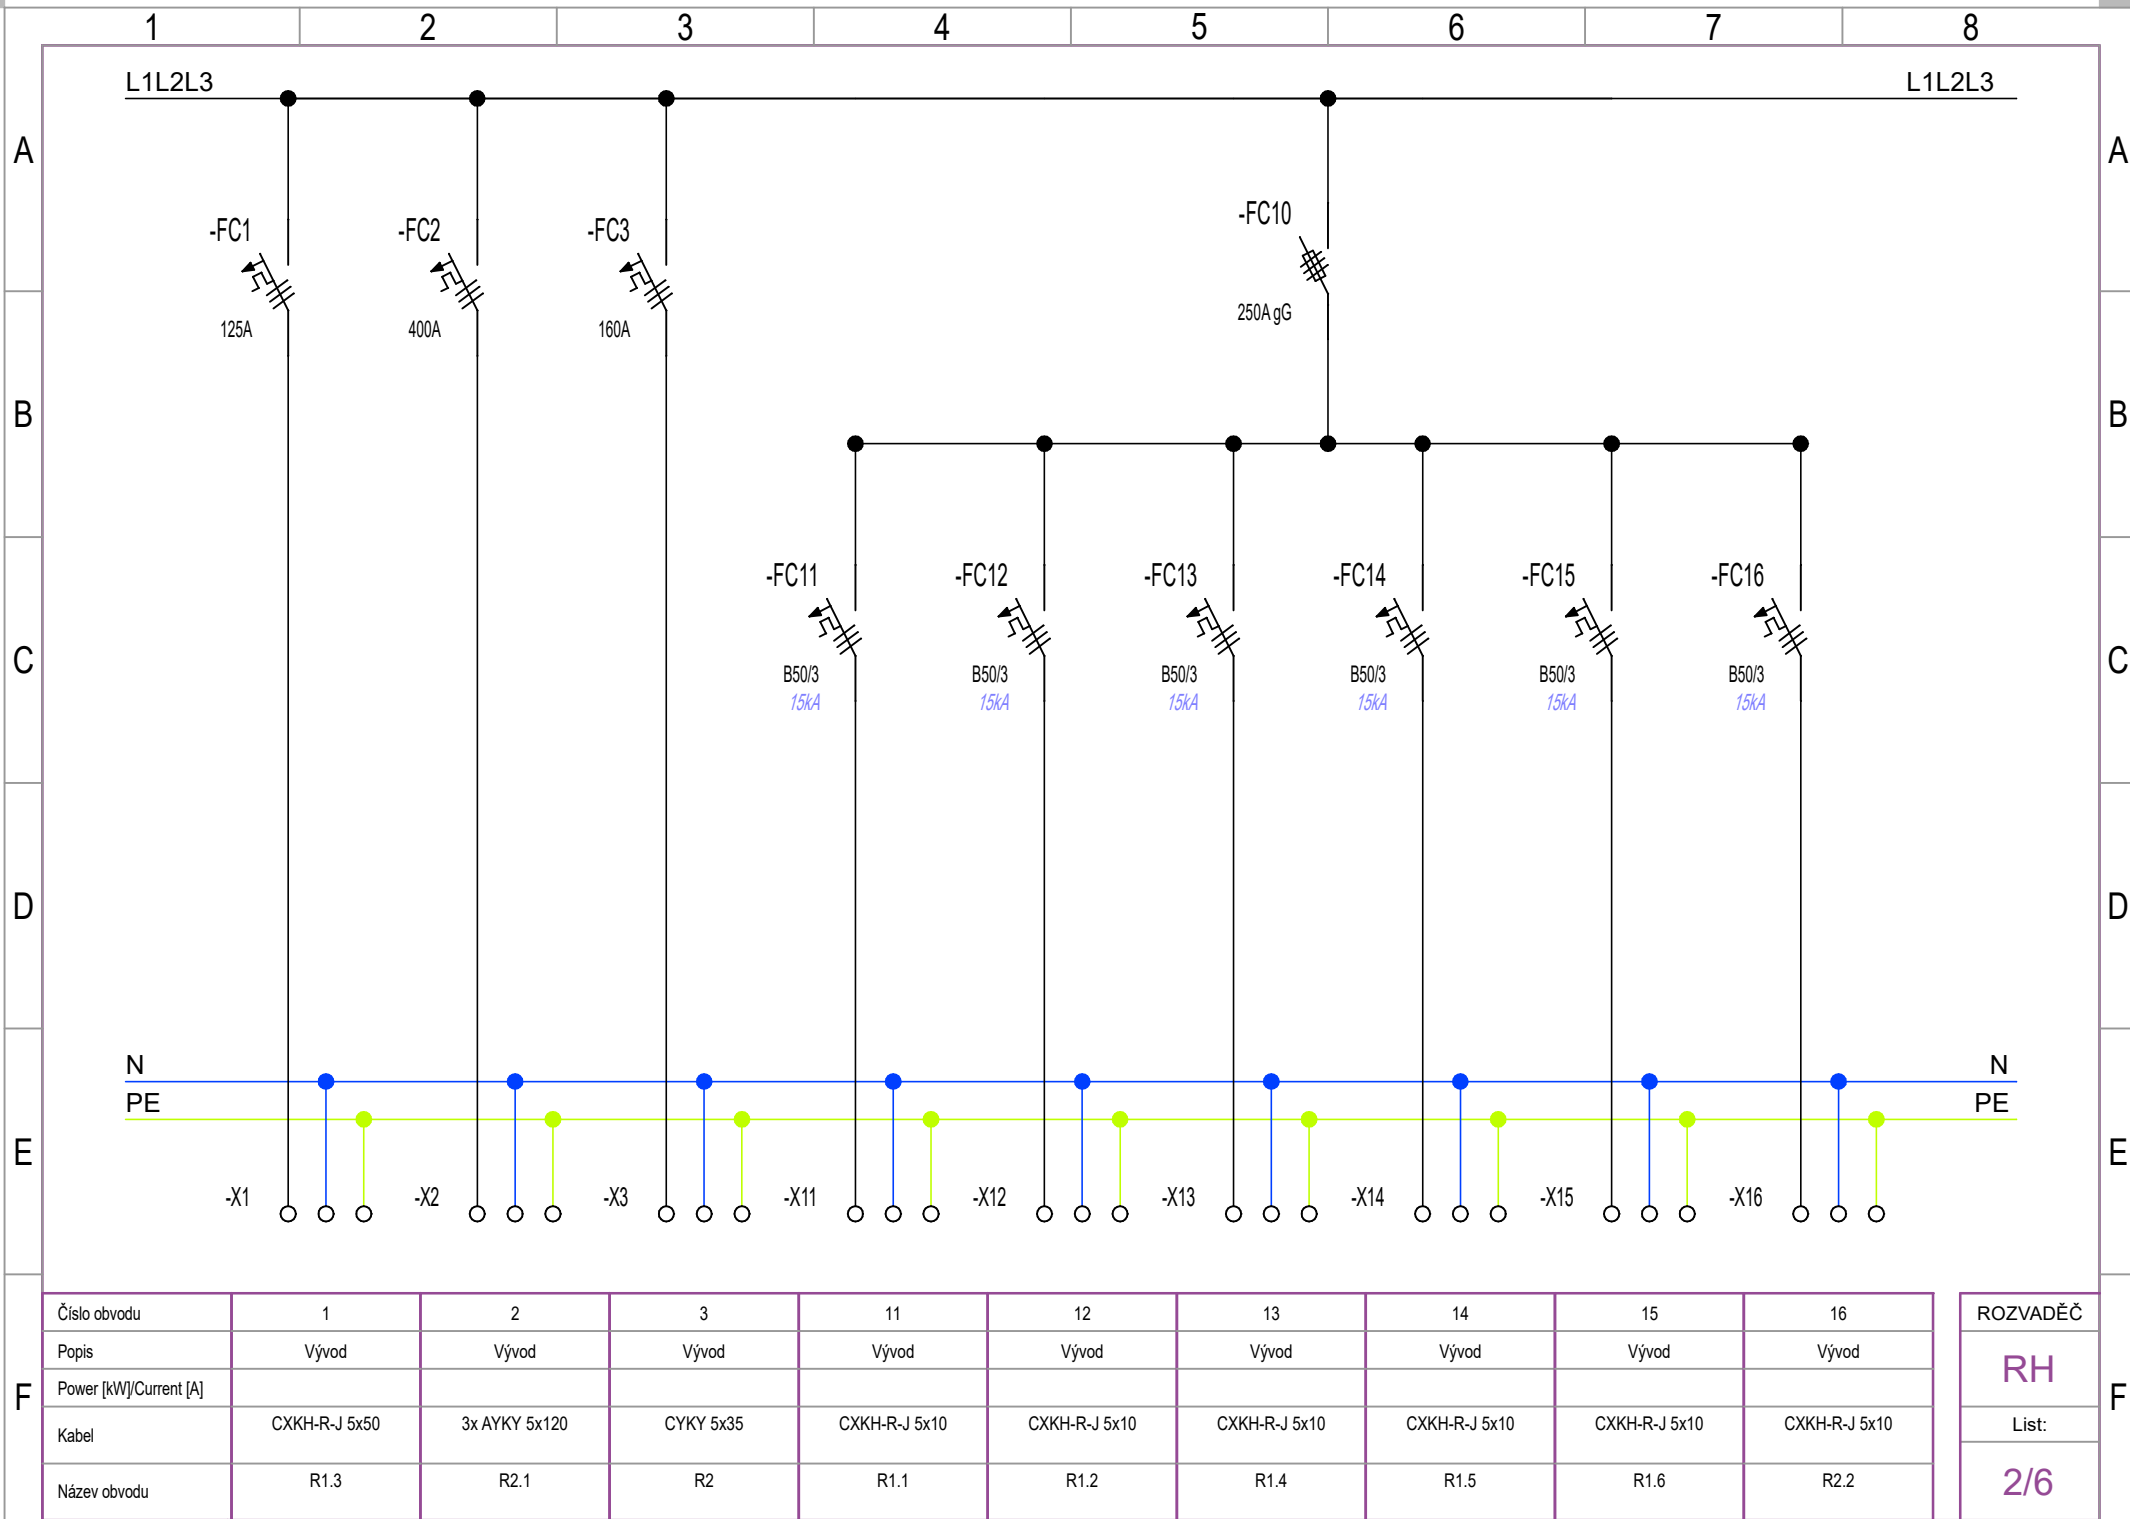 1 2 3 4 5 6 7 8
L1L2L3 L1L2L3
A A
-FC1 -FC2 -FC3 -FC10
125A 400A 160A 250A gG
B B
-FC11 -FC12 -FC13 -FC14 -FC15 -FC16
C C
B50/3 B50/3 B50/3 B50/3 B50/3 B50/3
15kA 15kA 15kA 15kA 15kA 15kA
D D
N N
PE PE
E E
-X1 -X2 -X3 -X11 -X12 -X13 -X14 -X15 -X16
Číslo obvodu 1 2 3 11 12 13 14 15 16 ROZVADĚČ
Popis Vývod Vývod Vývod Vývod Vývod Vývod Vývod Vývod Vývod RH
Power [kW]/Current [A]
F F
Kabel CXKH-R-J 5x50 3x AYKY 5x120 CYKY 5x35 CXKH-R-J 5x10 CXKH-R-J 5x10 CXKH-R-J 5x10 CXKH-R-J 5x10 CXKH-R-J 5x10 CXKH-R-J 5x10 List:
Název obvodu R1.3 R2.1 R2 R1.1 R1.2 R1.4 R1.5 R1.6 R2.2 2/6